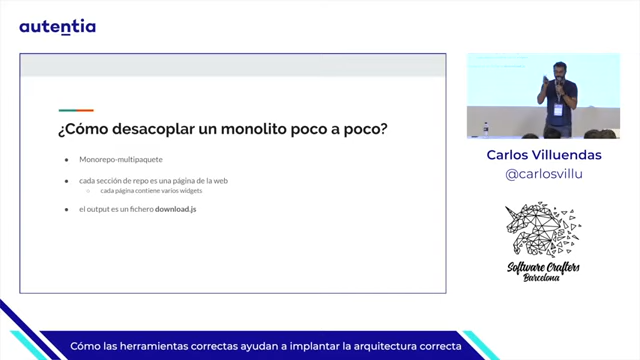 autentia
¿Cómo desacoplar un monolito poco a poco?
Monorepo-multipaquete
cada sección de repo es una página de la web
cada página contiene varios widgets
el output es un fichero download.js
Carlos Villuendas
@carlosvillu
Software Crafters
Barcelona
Cómo las herramientas correctas ayudan a implantar la arquitectura correcta